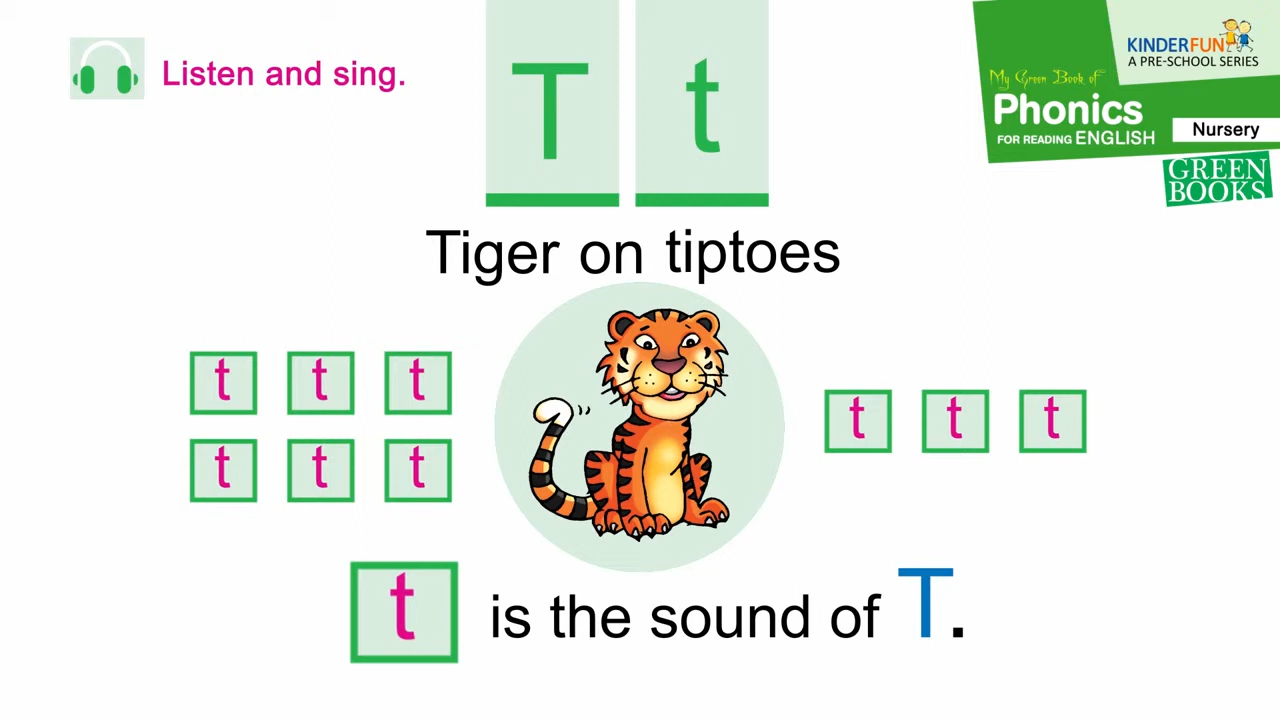 Listen and sing.
T t
KINDERFUN
A PRE-SCHOOL SERIES
My Green Book of
Phonics
FOR READING ENGLISH
Nursery
GREEN
BOOKS
Tiger on tiptoes
t t t
t t t
t t t
t is the sound of T.